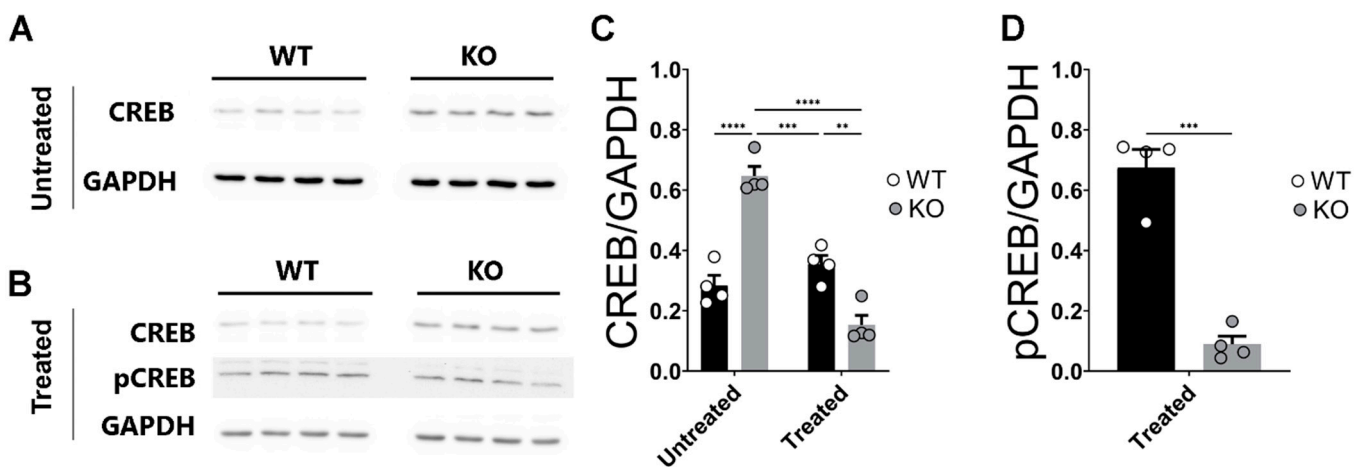 A
WT
KO
Untreated
CREB
GAPDH
B
WT
KO
Treated
CREB
pCREB
GAPDH
C
CREB/GAPDH
1.0
0.8
0.6
0.4
0.2
0.0
****
**** *** **
WT
KO
Untreated
Treated
D
pCREB/GAPDH
1.0
0.8
0.6
0.4
0.2
0.0
***
WT
KO
Treated